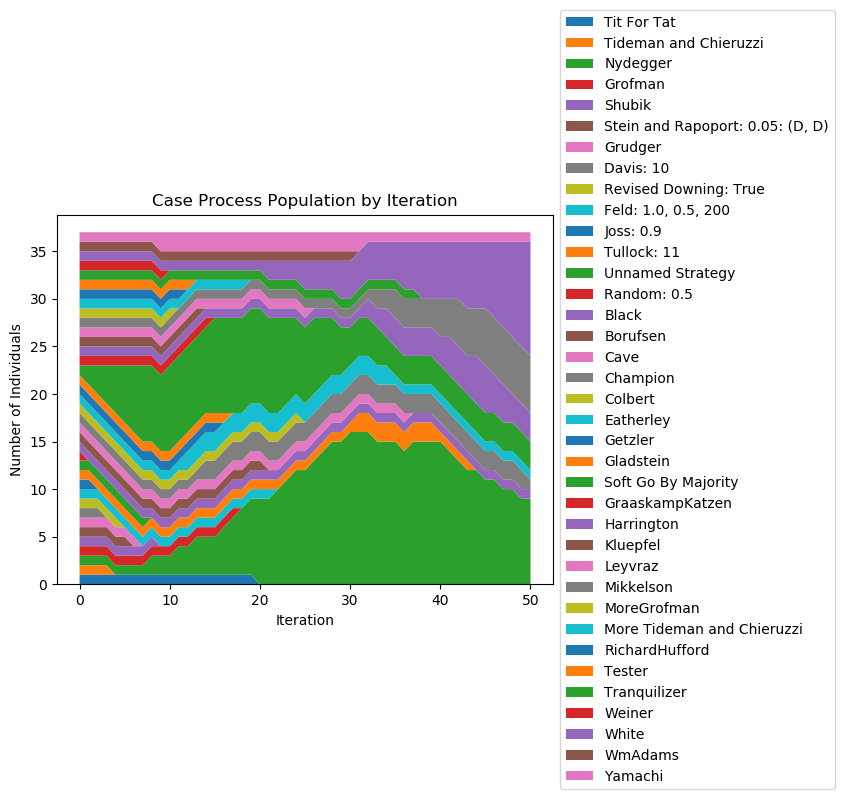 Case Process Population by Iteration
Number of Individuals
35
30
25
20
15
10
5
0
0 10 20 30 40 50
Iteration
Tit For Tat
Tideman and Chieruzzi
Nydegger
Grofman
Shubik
Stein and Rapoport: 0.05: (D, D)
Grudger
Davis: 10
Revised Downing: True
Feld: 1.0, 0.5, 200
Joss: 0.9
Tullock: 11
Unnamed Strategy
Random: 0.5
Black
Borufsen
Cave
Champion
Colbert
Eatherley
Getzler
Gladstein
Soft Go By Majority
GraaskampKatzen
Harrington
Kluepfel
Leyvraz
Mikkelson
MoreGrofman
More Tideman and Chieruzzi
RichardHufford
Tester
Tranquilizer
Weiner
White
WmAdams
Yamachi